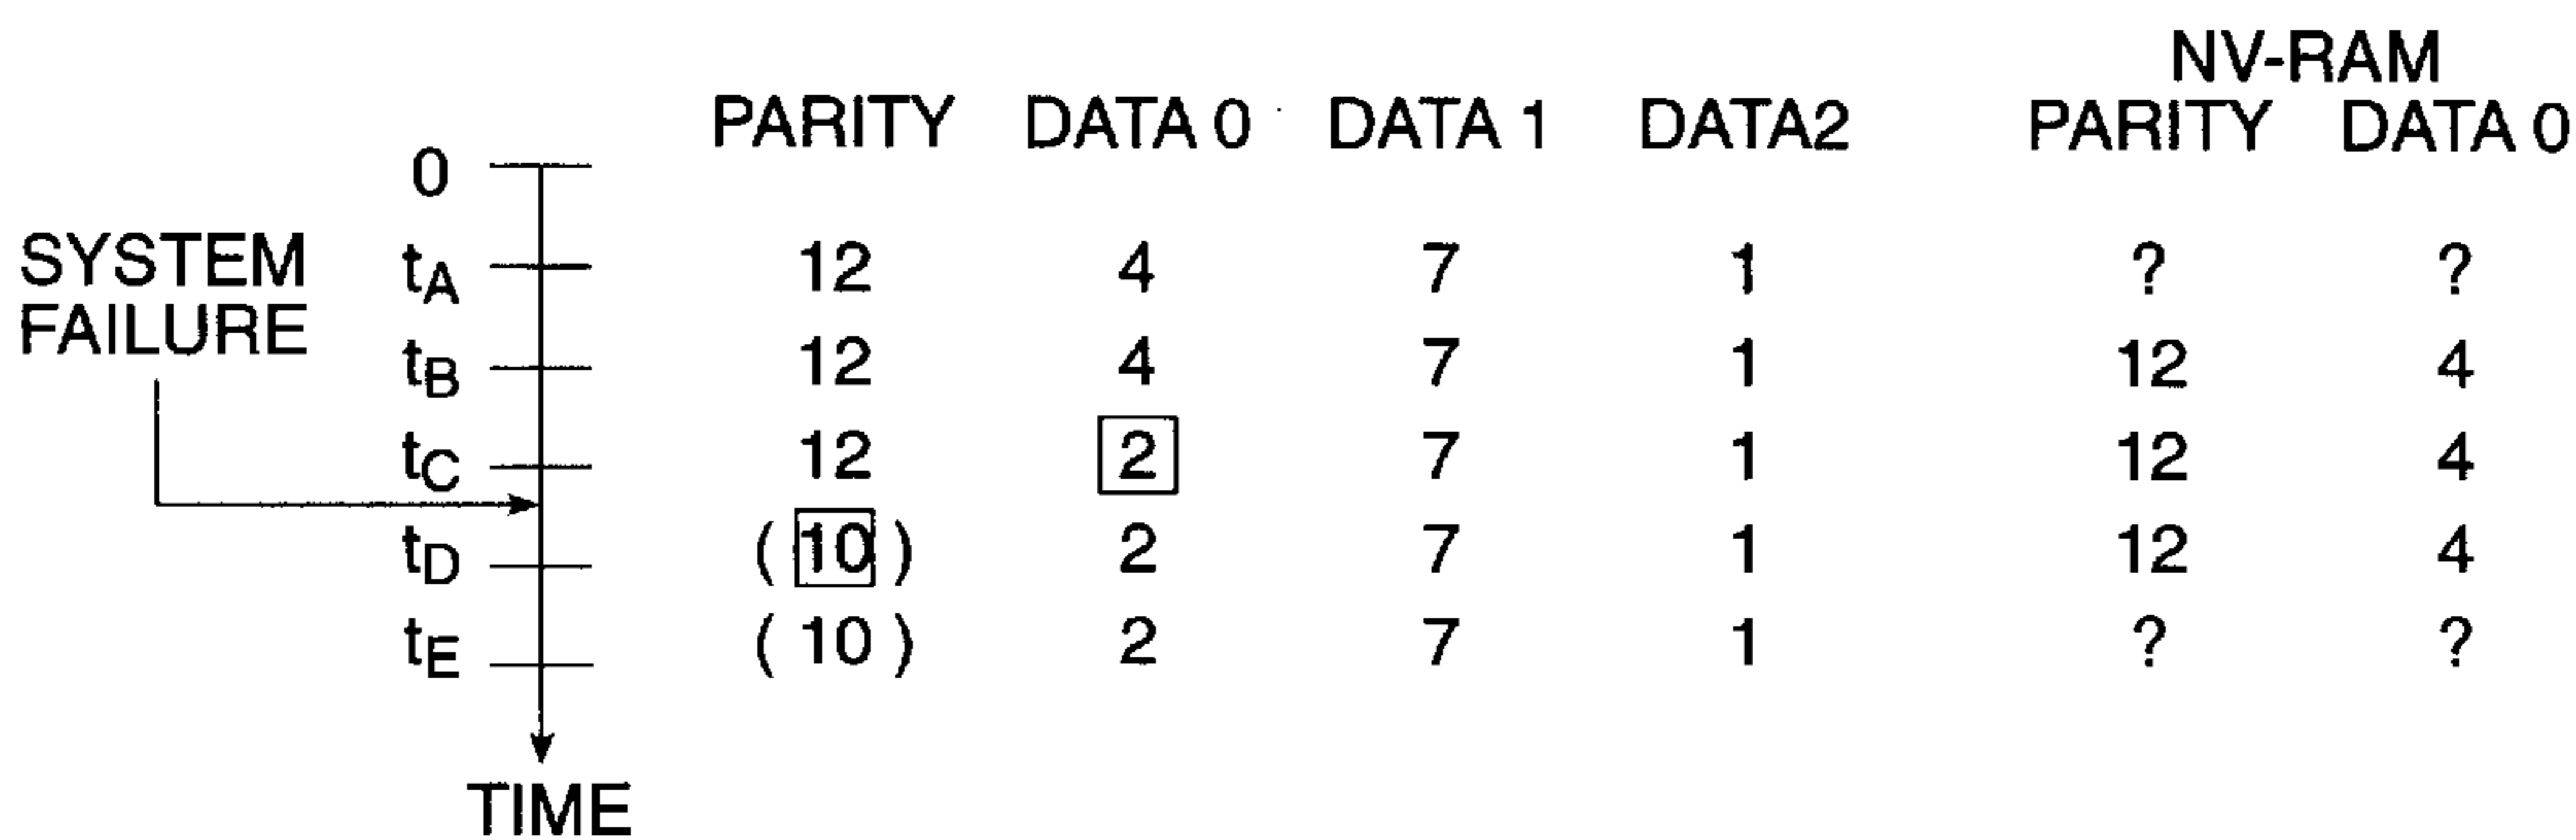 NV-RAM
PARITY DATA 0 DATA 1 DATA2 PARITY DATA 0
0
SYSTEM FAILURE
tA 12 4 7 1 ? ?
tB 12 4 7 1 12 4
tC 12 2 7 1 12 4
tD (10) 2 7 1 12 4
tE (10) 2 7 1 ? ?
TIME